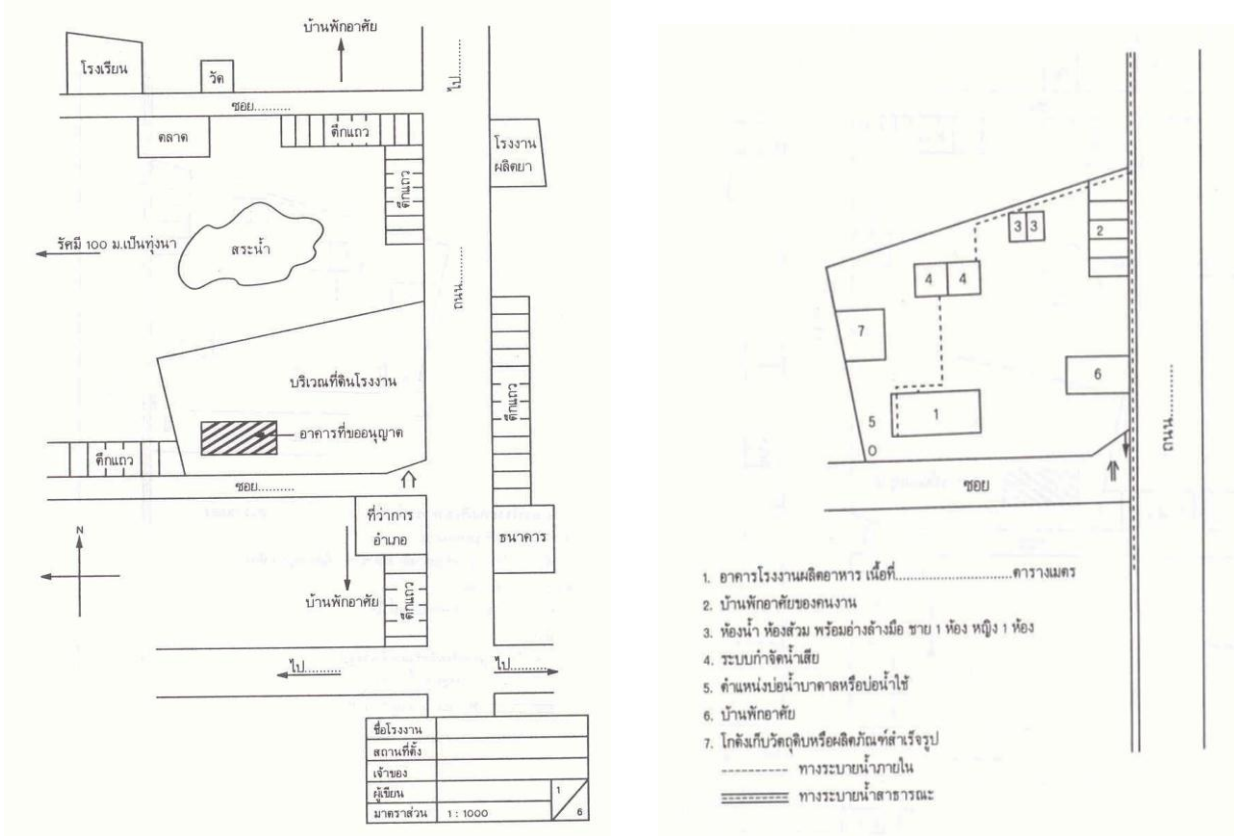 บ้านพักอาศัย
โรงเรียน
วัด
ไป..........
ซอย..........
ตลาด
ตึกแถว
โรงงาน
ผลิตยา
ตึกแถว
รัศมี 100 ม.เป็นทุ่งนา
สระน้ำ
ถนน..........
บริเวณที่ดินโรงงาน
ตึกแถว
อาคารที่ขออนุญาต
ตึกแถว
ซอย..........
ที่ว่าการ
อำเภอ
ธนาคาร
N
บ้านพักอาศัย
ตึกแถว
ไป..........
ไป..........
ชื่อโรงงาน
สถานที่ตั้ง
เจ้าของ
ผู้เขียน
1
มาตราส่วน 1 : 1000
6
3 3
2
4 4
7
6
1
5
ถนน..........
ซอย
1. อาคารโรงงานผลิตอาหาร เนื้อที่..............................ตารางเมตร
2. บ้านพักอาศัยของคนงาน
3. ห้องน้ำ ห้องส้วม พร้อมอ่างล้างมือ ชาย 1 ห้อง หญิง 1 ห้อง
4. ระบบกำจัดน้ำเสีย
5. ตำแหน่งบ่อน้ำบาดาลหรือบ่อน้ำใช้
6. บ้านพักอาศัย
7. โกดังเก็บวัตถุดิบหรือผลิตภัณฑ์สำเร็จรูป
ทางระบายน้ำภายใน
ทางระบายน้ำสาธารณะ